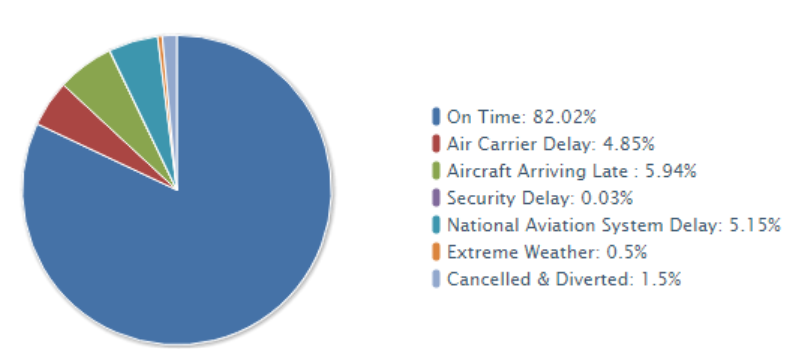 On Time: 82.02%
Air Carrier Delay: 4.85%
Aircraft Arriving Late : 5.94%
Security Delay: 0.03%
National Aviation System Delay: 5.15%
Extreme Weather: 0.5%
Cancelled & Diverted: 1.5%